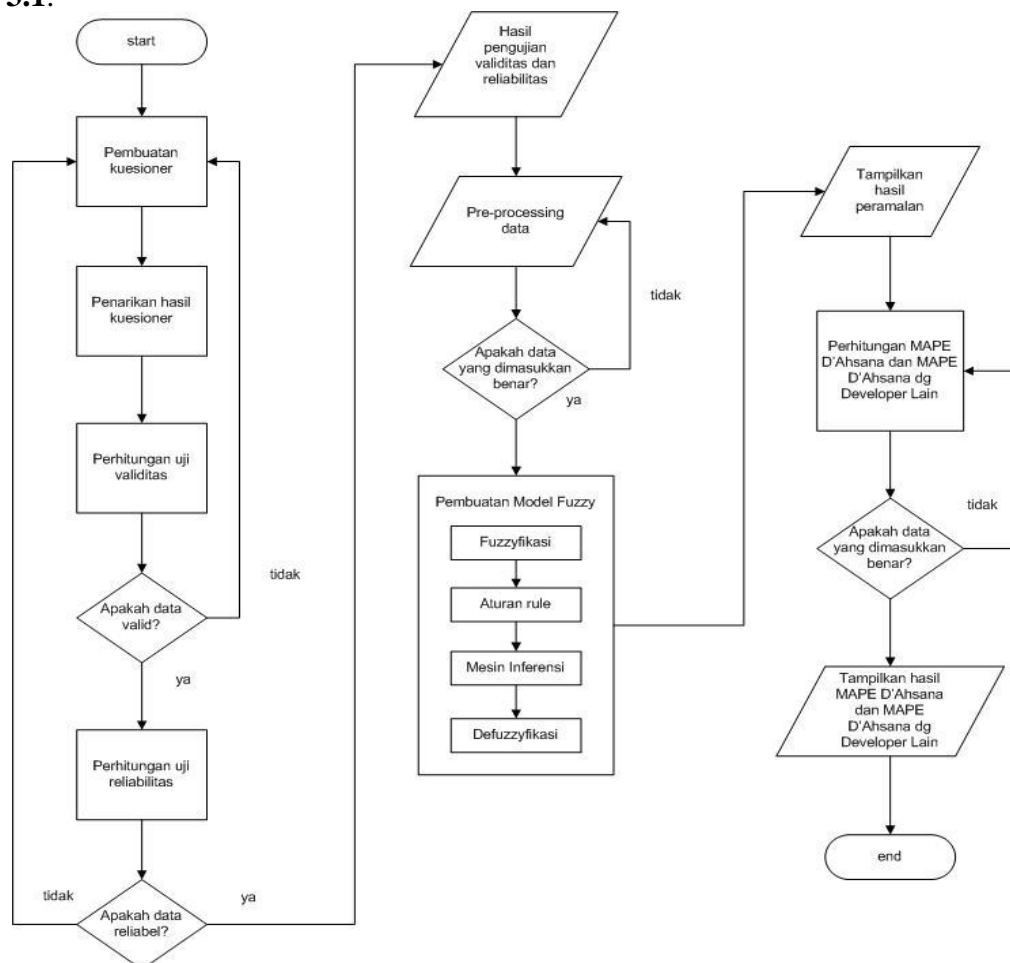 3.1.
start
Pembuatan
kuesioner
Penarikan hasil
kuesioner
Perhitungan uji
validitas
Apakah data
valid?
tidak
ya
Perhitungan uji
reliabilitas
Apakah data
reliabel?
tidak
ya
Hasil
pengujian
validitas dan
reliabilitas
Pre-processing
data
Apakah data
yang dimasukkan
benar?
tidak
ya
Pembuatan Model Fuzzy
Fuzzyfikasi
Aturan rule
Mesin Inferensi
Defuzzyfikasi
Tampilkan
hasil
peramalan
Perhitungan MAPE
D'Ahsana dan MAPE
D'Ahsana dg
Developer Lain
Apakah data
yang dimasukkan
benar?
tidak
Tampilkan hasil
MAPE D'Ahsana
dan MAPE
D'Ahsana dg
Developer Lain
end